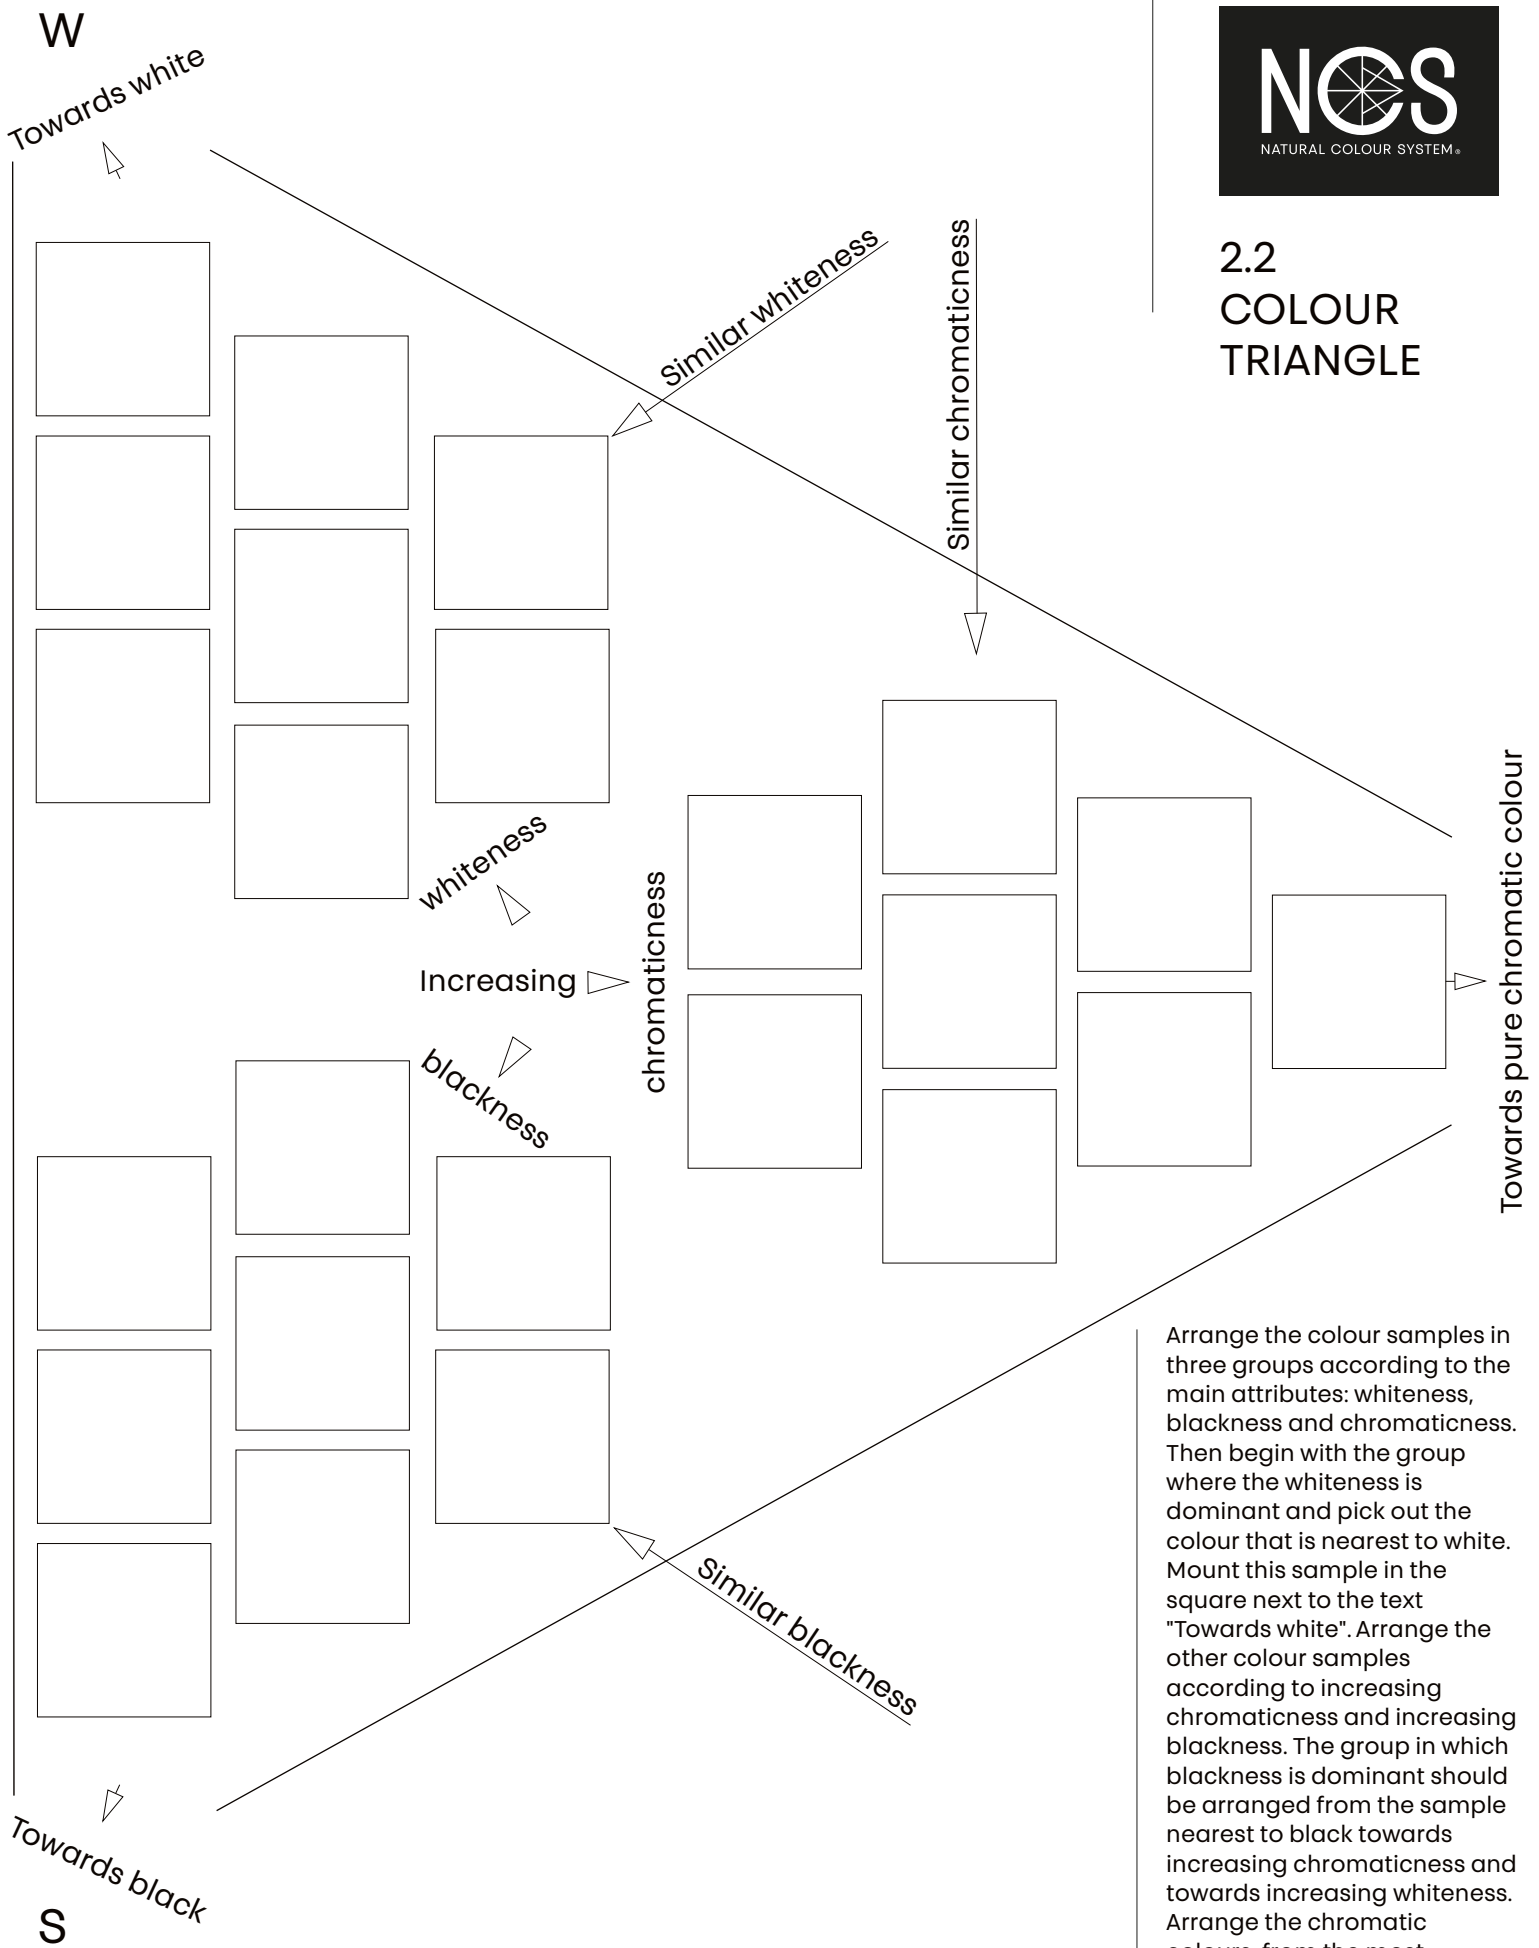 W
Towards white
NCS
NATURAL COLOUR SYSTEM®
2.2
COLOUR
TRIANGLE
Similar whiteness
Similar chromaticness
whiteness
Increasing
chromaticness
blackness
Towards pure chromatic colour
Similar blackness
Towards black
S
Arrange the colour samples in
three groups according to the
main attributes: whiteness,
blackness and chromaticness.
Then begin with the group
where the whiteness is
dominant and pick out the
colour that is nearest to white.
Mount this sample in the
square next to the text
"Towards white". Arrange the
other colour samples
according to increasing
chromaticness and increasing
blackness. The group in which
blackness is dominant should
be arranged from the sample
nearest to black towards
increasing chromaticness and
towards increasing whiteness.
Arrange the chromatic